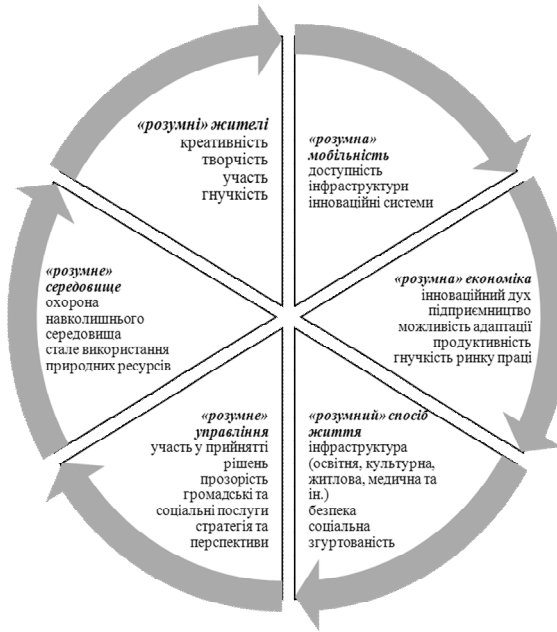 «розумні» жителі
креативність
творчість
участь
гнучкість
«розумна»
мобільність
доступність
інфраструктури
інноваційні системи
«розумна» економіка
інноваційний дух
підприємництво
можливість адаптації
продуктивність
гнучкість ринку праці
«розумний» спосіб
життя
інфраструктура
(освітня, культурна,
житлова, медична та
ін.)
безпека
соціальна
згуртованість
«розумне»
управління
участь у прийнятті
рішень
прозорість
громадські та
соціальні послуги
стратегія та
перспективи
«розумне»
середовище
охорона
навколишнього
середовища
стале використання
природних ресурсів